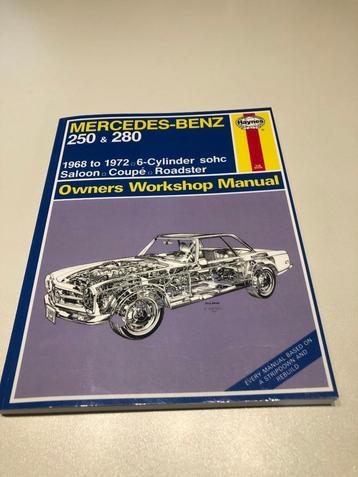 MERCEDES-BENZ
250 & 280
Haynes
1968 to 1972 □ 6-Cylinder sohc
Saloon □ Coupé □ Roadster
Owners Workshop Manual
EVERY MANUAL BASED ON
A STRIPDOWN AND
REBUILD